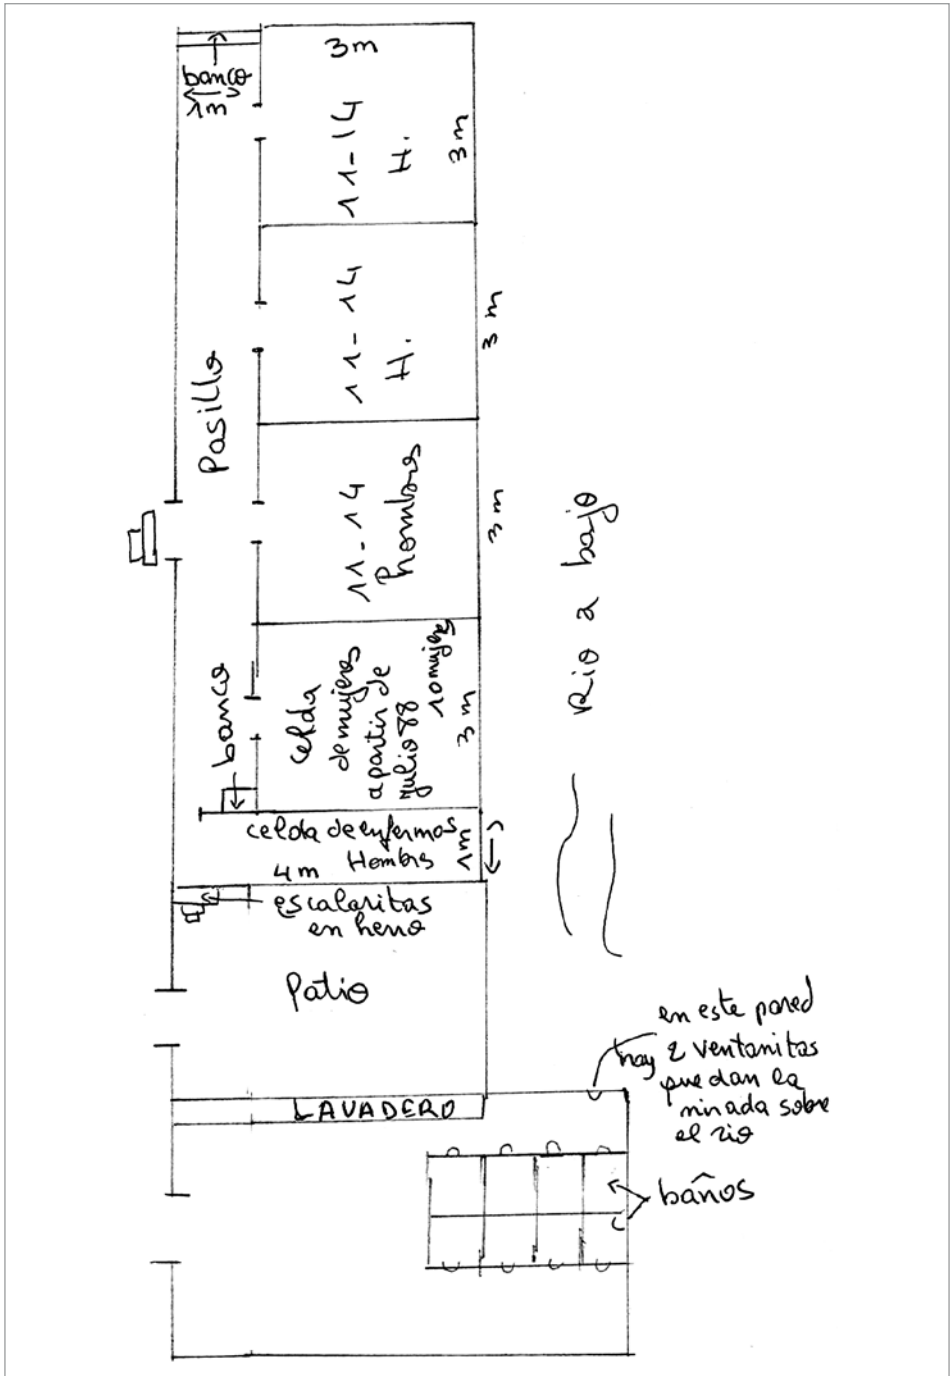 3m
banco
1m
11-14
H.
3m
11-14
H.
3m
Pasillo
11-14
hombres
3m
Rio a bajo
banco
celda
de mujeres
a partir de
julio 88
10 mujeres
3m
celda de enfermos
Hombres
4m
1m
escaleritas
en hierro
Patio
en este pared
hay 2 ventanitas
que dan la
mirada sobre
el rio
LAVADERO
baños